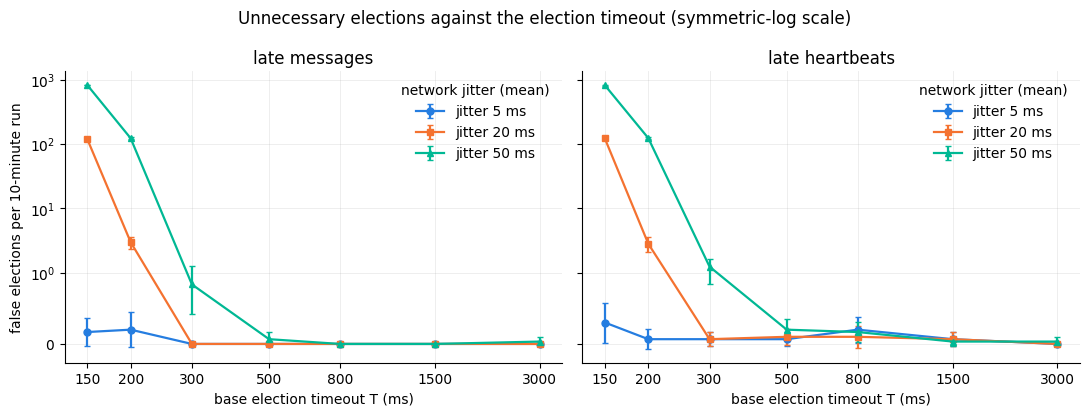 Unnecessary elections against the election timeout (symmetric-log scale)
late messages
false elections per 10-minute run
10³
10²
10¹
10⁰
0
network jitter (mean)
jitter 5 ms
jitter 20 ms
jitter 50 ms
150 200 300 500 800 1500 3000
base election timeout T (ms)
late heartbeats
network jitter (mean)
jitter 5 ms
jitter 20 ms
jitter 50 ms
150 200 300 500 800 1500 3000
base election timeout T (ms)